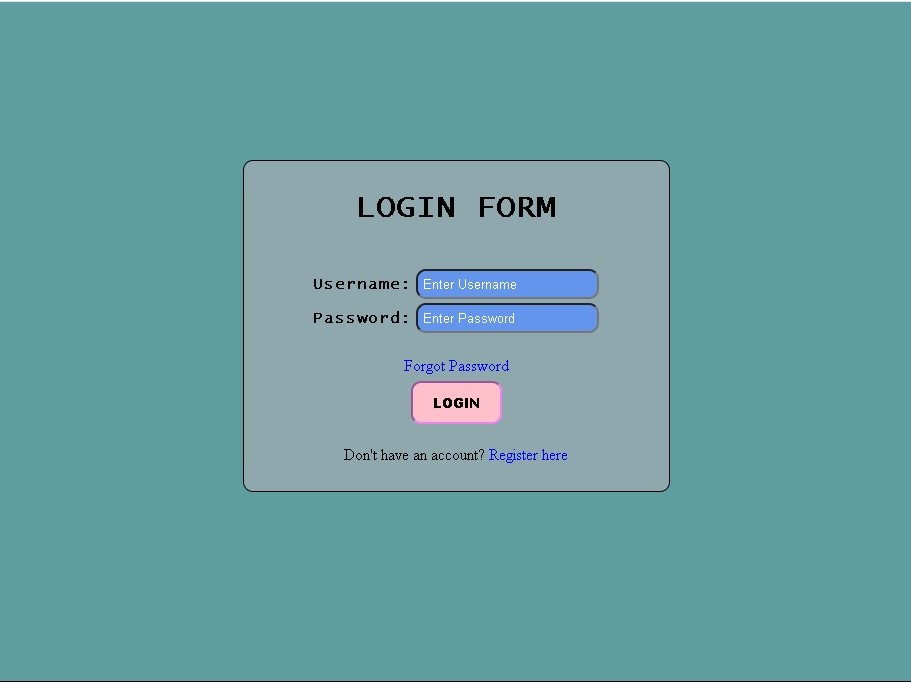 LOGIN FORM
Username: Enter Username
Password: Enter Password
Forgot Password
LOGIN
Don't have an account? Register here